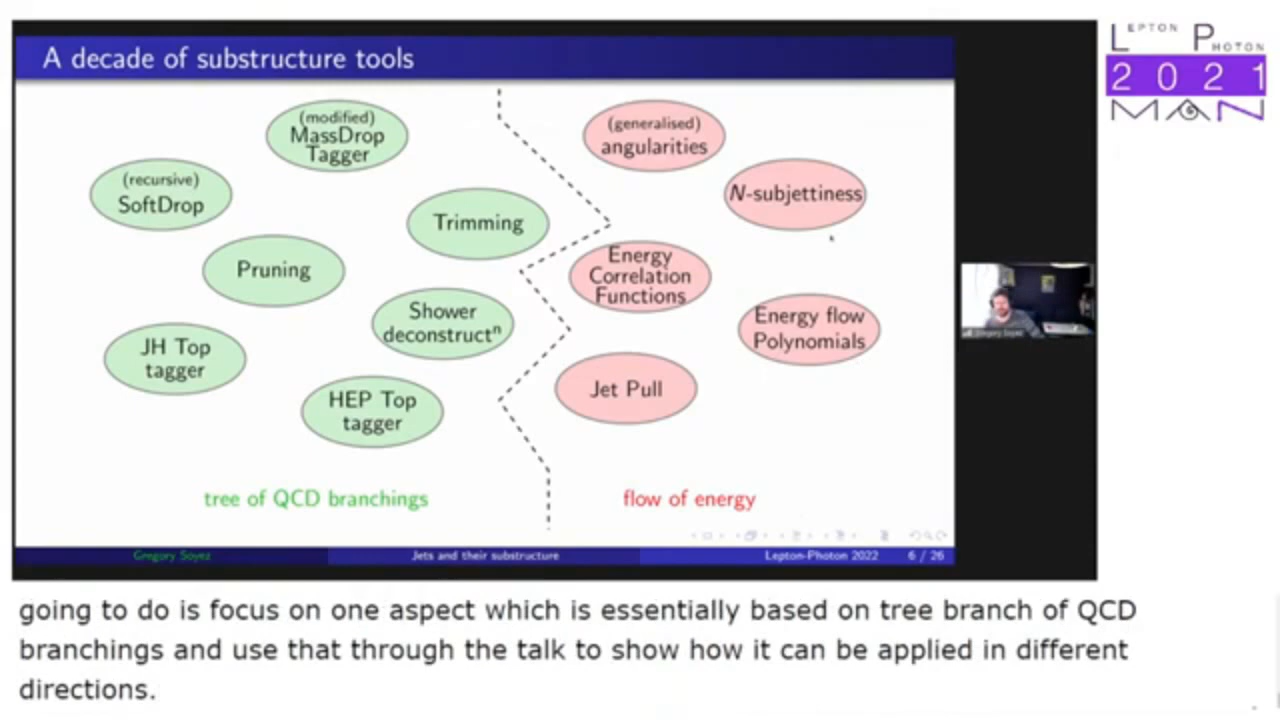 A decade of substructure tools
(modified)
MassDrop
Tagger
(generalised)
angularities
(recursive)
SoftDrop
N-subjettiness
Trimming
Pruning
Energy
Correlation
Functions
Shower
deconstructⁿ
Energy flow
Polynomials
JH Top
tagger
Jet Pull
HEP Top
tagger
tree of QCD branchings
flow of energy
Gregory Soyez
Jets and their substructure
Lepton-Photon 2022
6 / 26
LEPTON PHOTON
2021
MAN
Gregory Soyez
going to do is focus on one aspect which is essentially based on tree branch of QCD
branchings and use that through the talk to show how it can be applied in different
directions.